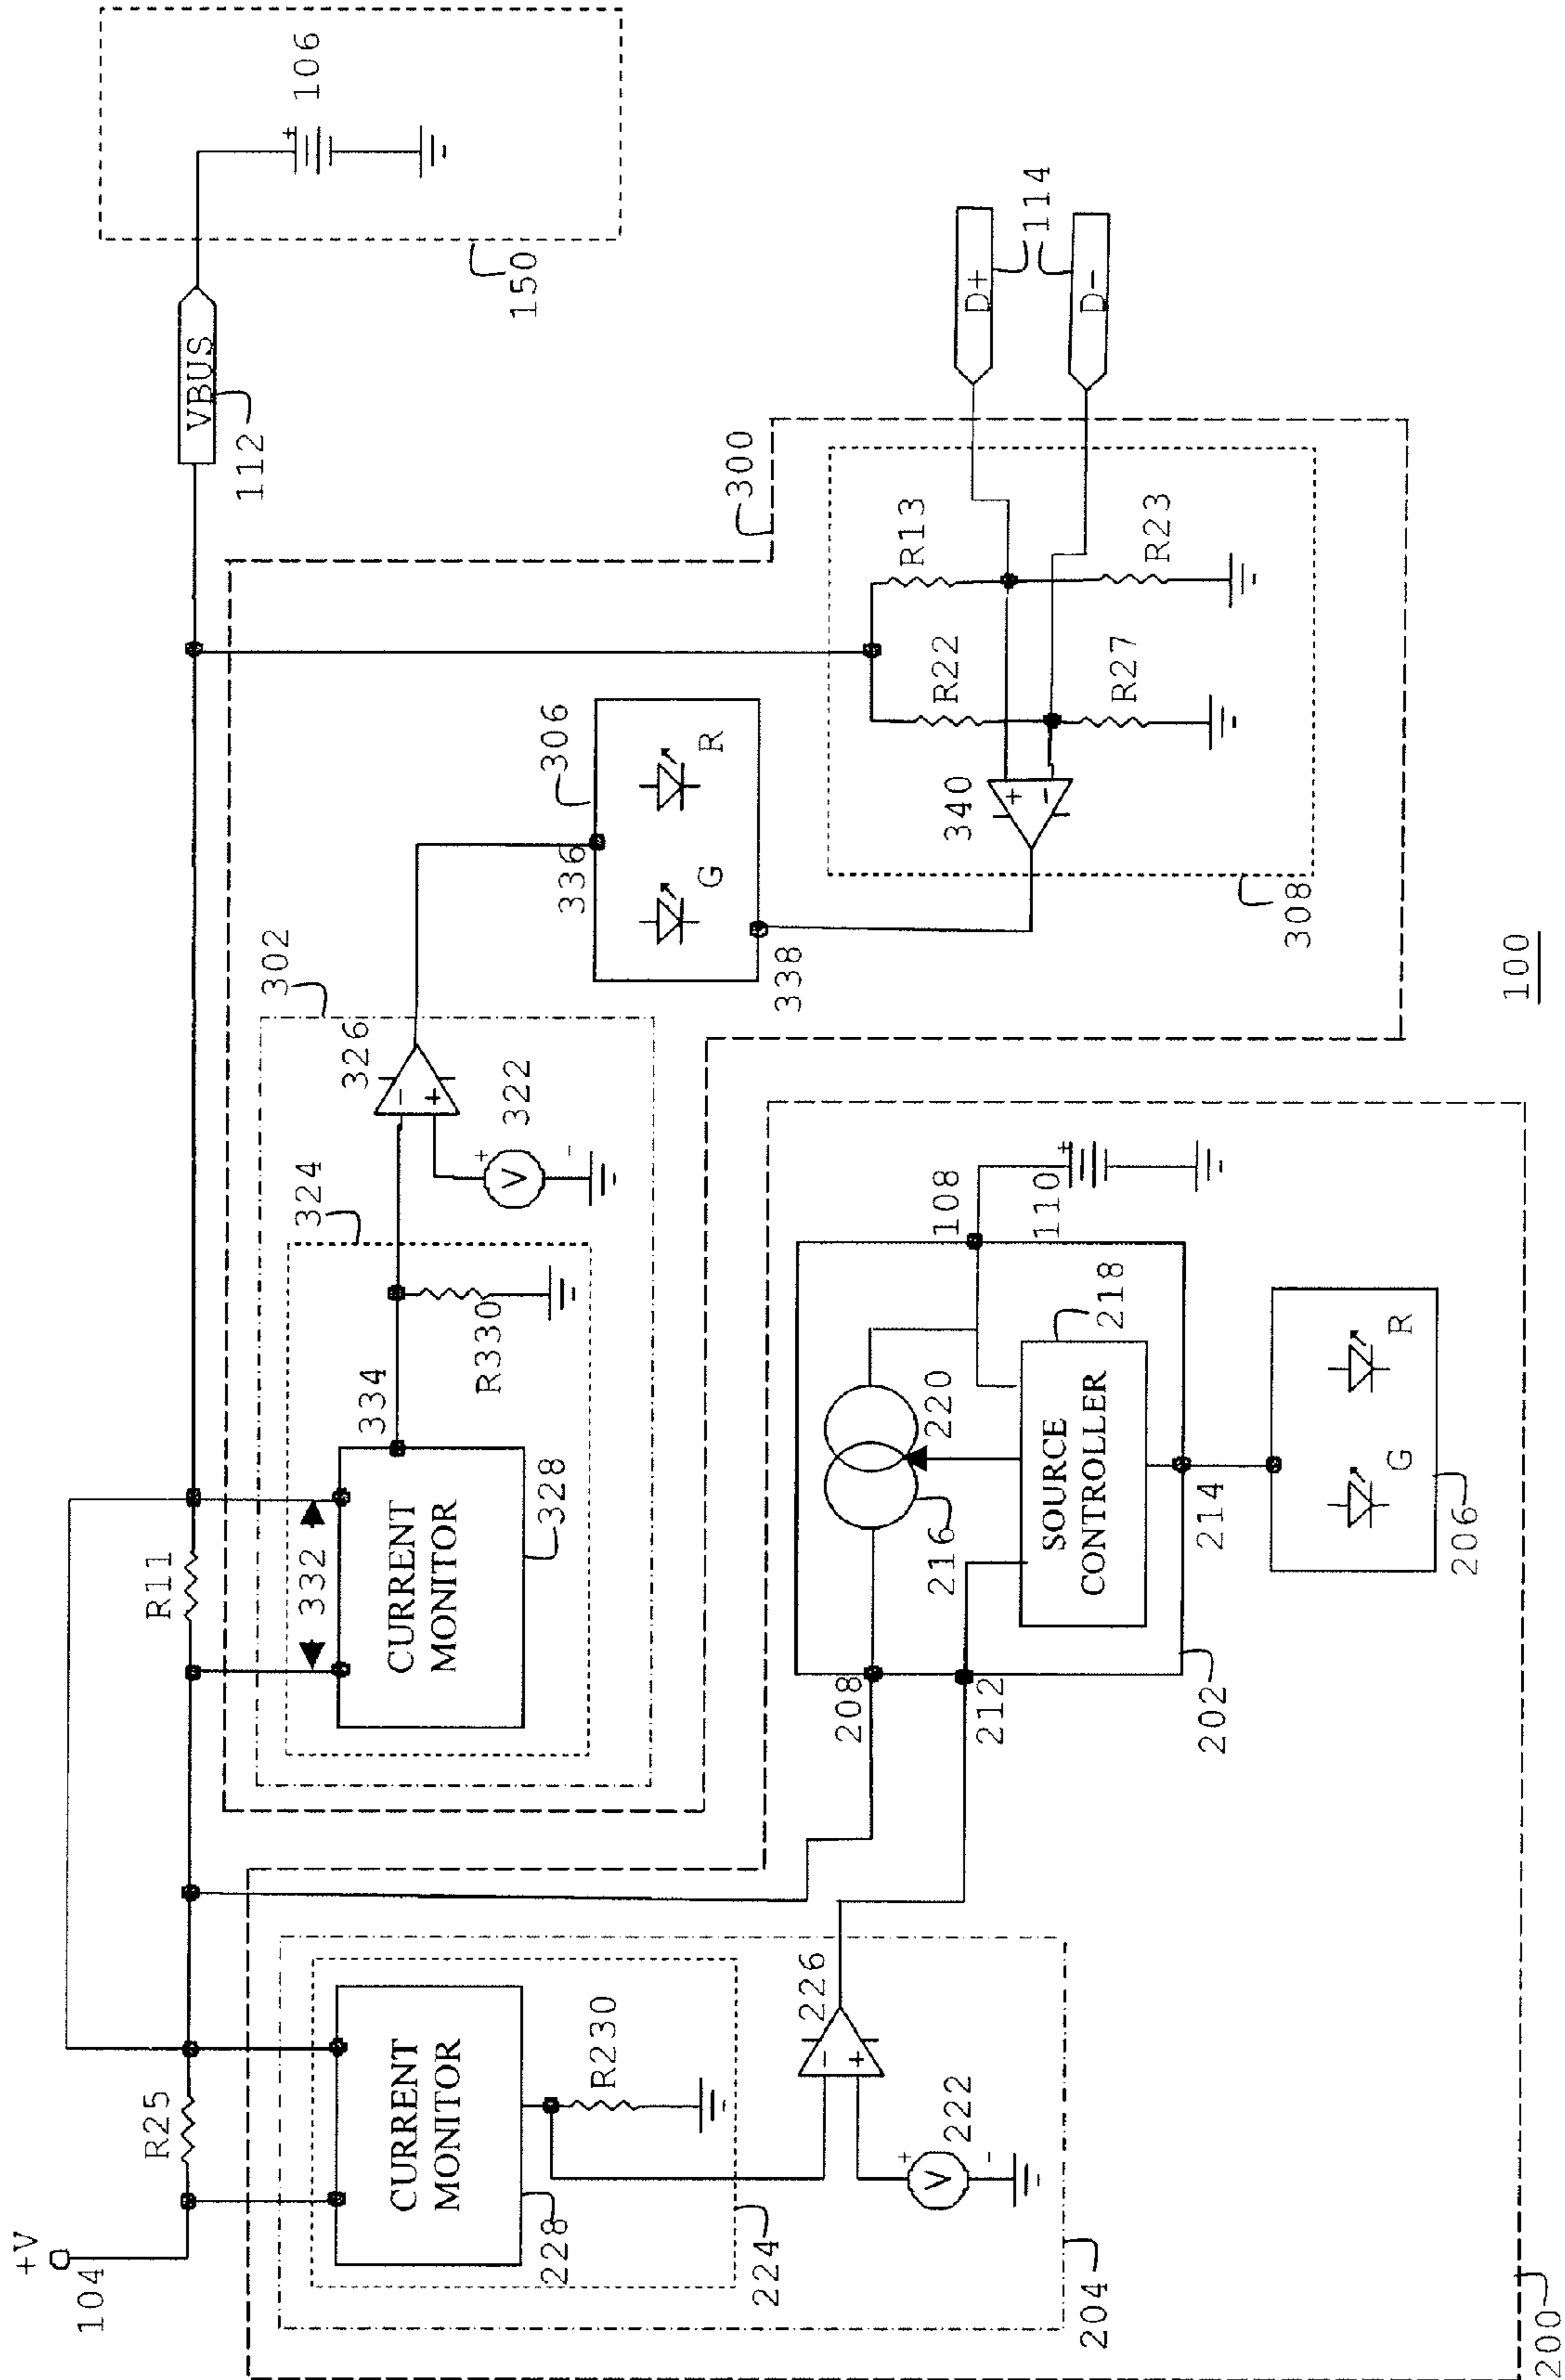 +V
104
R25
R11
VBUS
112
150
106
CURRENT
MONITOR
228
R230
224
204
226
222
CURRENT
MONITOR
328
332
334
R330
324
302
326
322
306
336
G
R
338
300
R13
R22
R23
R27
340
308
D+
D-
114
208
212
202
216
220
SOURCE
CONTROLLER
218
108
110
214
G
R
206
200
100